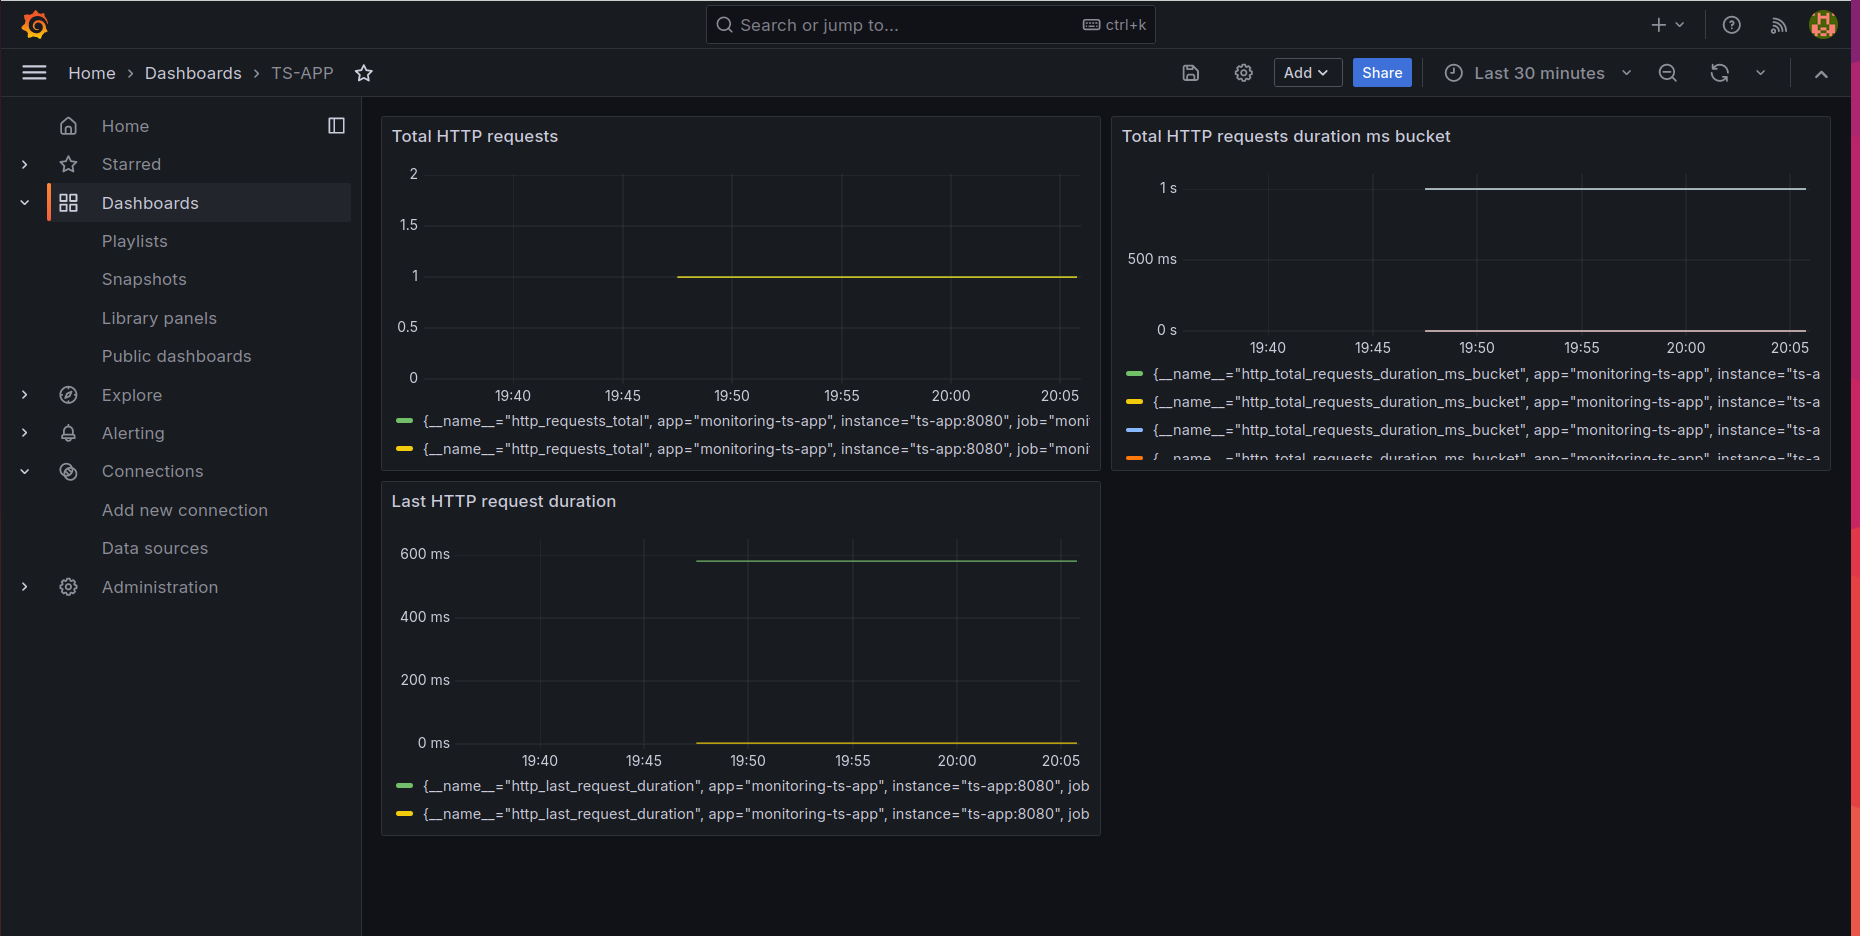 Search or jump to...
ctrl+k
Home
Dashboards
TS-APP
Add
Share
Last 30 minutes
Home
Starred
Dashboards
Playlists
Snapshots
Library panels
Public dashboards
Explore
Alerting
Connections
Add new connection
Data sources
Administration
Total HTTP requests
2
1.5
1
0.5
0
19:40 19:45 19:50 19:55 20:00 20:05
{__name__="http_requests_total", app="monitoring-ts-app", instance="ts-app:8080", job="moni
{__name__="http_requests_total", app="monitoring-ts-app", instance="ts-app:8080", job="moni
Total HTTP requests duration ms bucket
1 s
500 ms
0 s
19:40 19:45 19:50 19:55 20:00 20:05
{__name__="http_total_requests_duration_ms_bucket", app="monitoring-ts-app", instance="ts-a
{__name__="http_total_requests_duration_ms_bucket", app="monitoring-ts-app", instance="ts-a
{__name__="http_total_requests_duration_ms_bucket", app="monitoring-ts-app", instance="ts-a
{__name__="http_total_requests_duration_ms_bucket", app="monitoring-ts-app", instance="ts-a
Last HTTP request duration
600 ms
400 ms
200 ms
0 ms
19:40 19:45 19:50 19:55 20:00 20:05
{__name__="http_last_request_duration", app="monitoring-ts-app", instance="ts-app:8080", job
{__name__="http_last_request_duration", app="monitoring-ts-app", instance="ts-app:8080", job